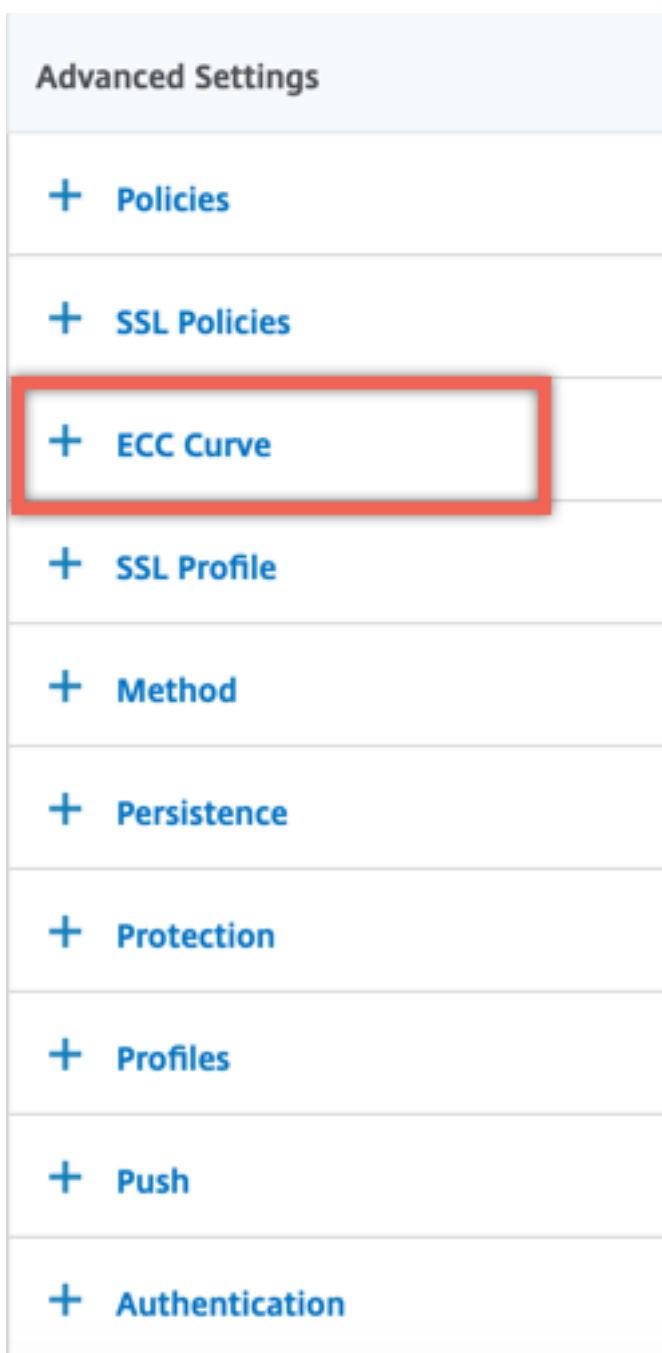 Advanced Settings
+ Policies
+ SSL Policies
+ ECC Curve
+ SSL Profile
+ Method
+ Persistence
+ Protection
+ Profiles
+ Push
+ Authentication